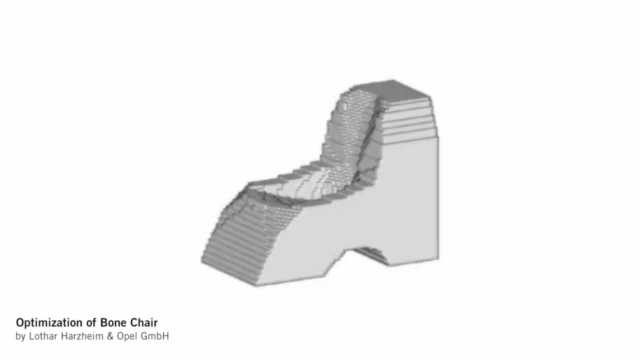 Optimization of Bone Chair
by Lothar Harzheim & Opel GmbH